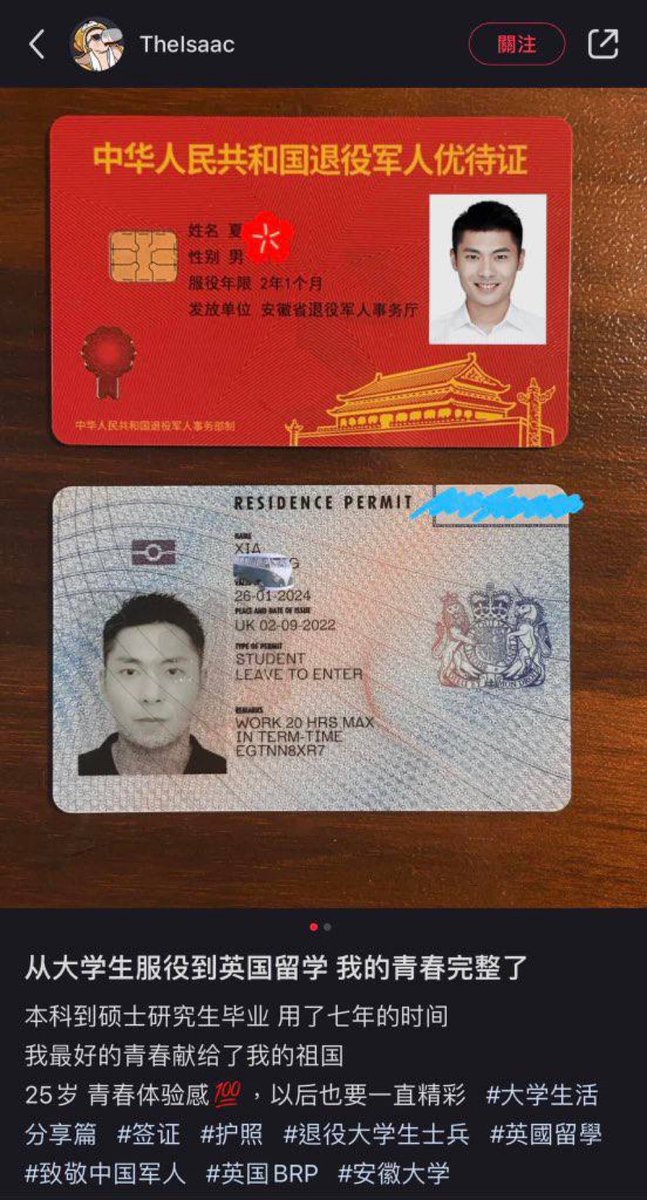 TheIsaac
關注
中华人民共和国退役军人优待证
姓名 夏
性别 男
服役年限 2年1个月
发放单位 安徽省退役军人事务厅
中华人民共和国退役军人事务部制
RESIDENCE PERMIT
NAME
XIA
G
26-01-2024
PLACE AND DATE OF ISSUE
UK 02-09-2022
TYPE OF PERMIT
STUDENT
LEAVE TO ENTER
REMARKS
WORK 20 HRS MAX
IN TERM-TIME
EGTNN8XR7
从大学生服役到英国留学 我的青春完整了
本科到硕士研究生毕业 用了七年的时间
我最好的青春献给了我的祖国
25岁 青春体验感💯，以后也要一直精彩 #大学生活
分享篇 #签证 #护照 #退役大学生士兵 #英國留學
#致敬中国军人 #英国BRP #安徽大学